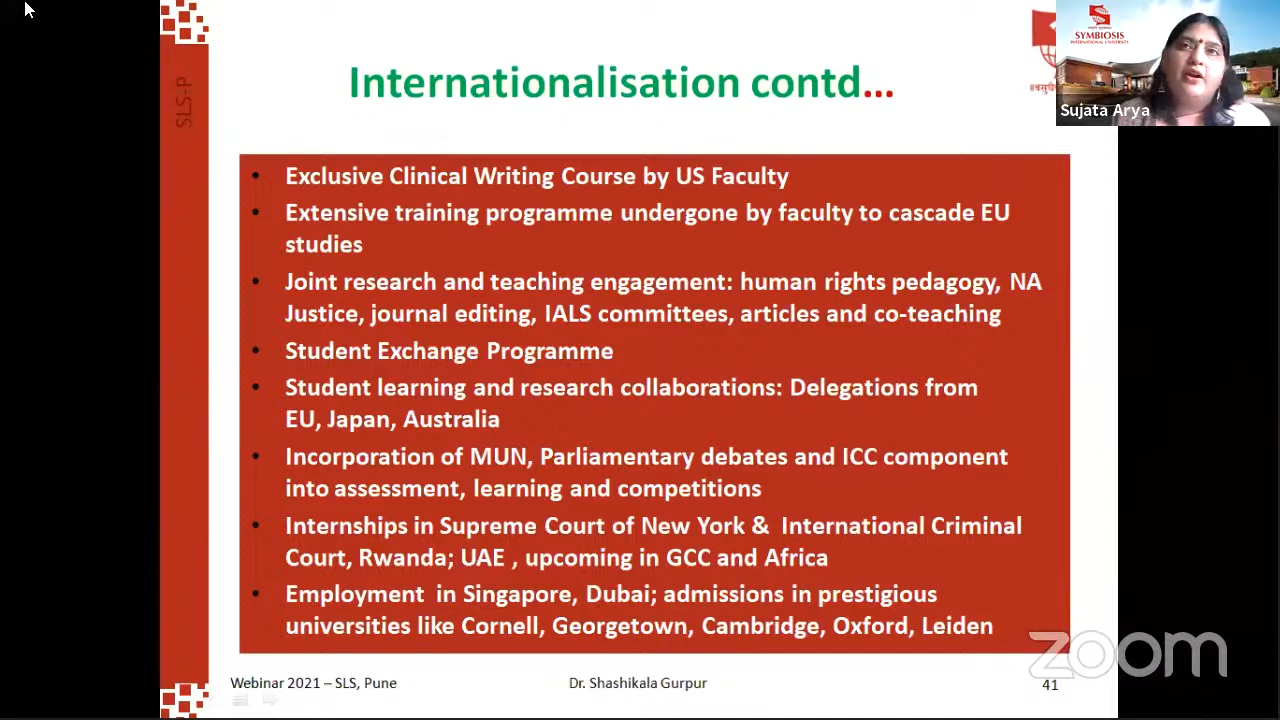 SLS-P
Internationalisation contd...
SYMBIOSIS
INTERNATIONAL UNIVERSITY
Sujata Arya
• Exclusive Clinical Writing Course by US Faculty
• Extensive training programme undergone by faculty to cascade EU
studies
• Joint research and teaching engagement: human rights pedagogy, NA
Justice, journal editing, IALS committees, articles and co-teaching
• Student Exchange Programme
• Student learning and research collaborations: Delegations from
EU, Japan, Australia
• Incorporation of MUN, Parliamentary debates and ICC component
into assessment, learning and competitions
• Internships in Supreme Court of New York & International Criminal
Court, Rwanda; UAE , upcoming in GCC and Africa
• Employment in Singapore, Dubai; admissions in prestigious
universities like Cornell, Georgetown, Cambridge, Oxford, Leiden
zoom
Webinar 2021 – SLS, Pune
Dr. Shashikala Gurpur
41